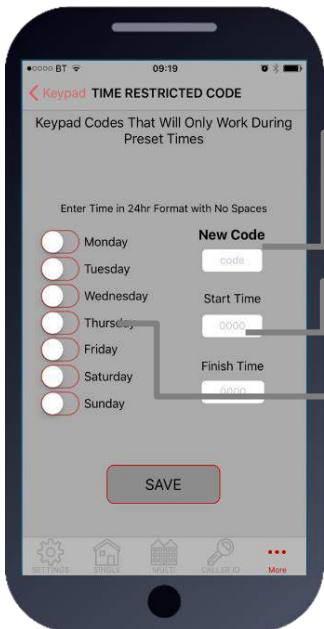 BT 09:19
Keypad TIME RESTRICTED CODE
Keypad Codes That Will Only Work During
Preset Times
Enter Time in 24hr Format with No Spaces
Monday
Tuesday
Wednesday
Thursday
Friday
Saturday
Sunday
New Code
code
Start Time
0000
Finish Time
0000
SAVE
SETTINGS SINGLE MULTI CALLER ID More